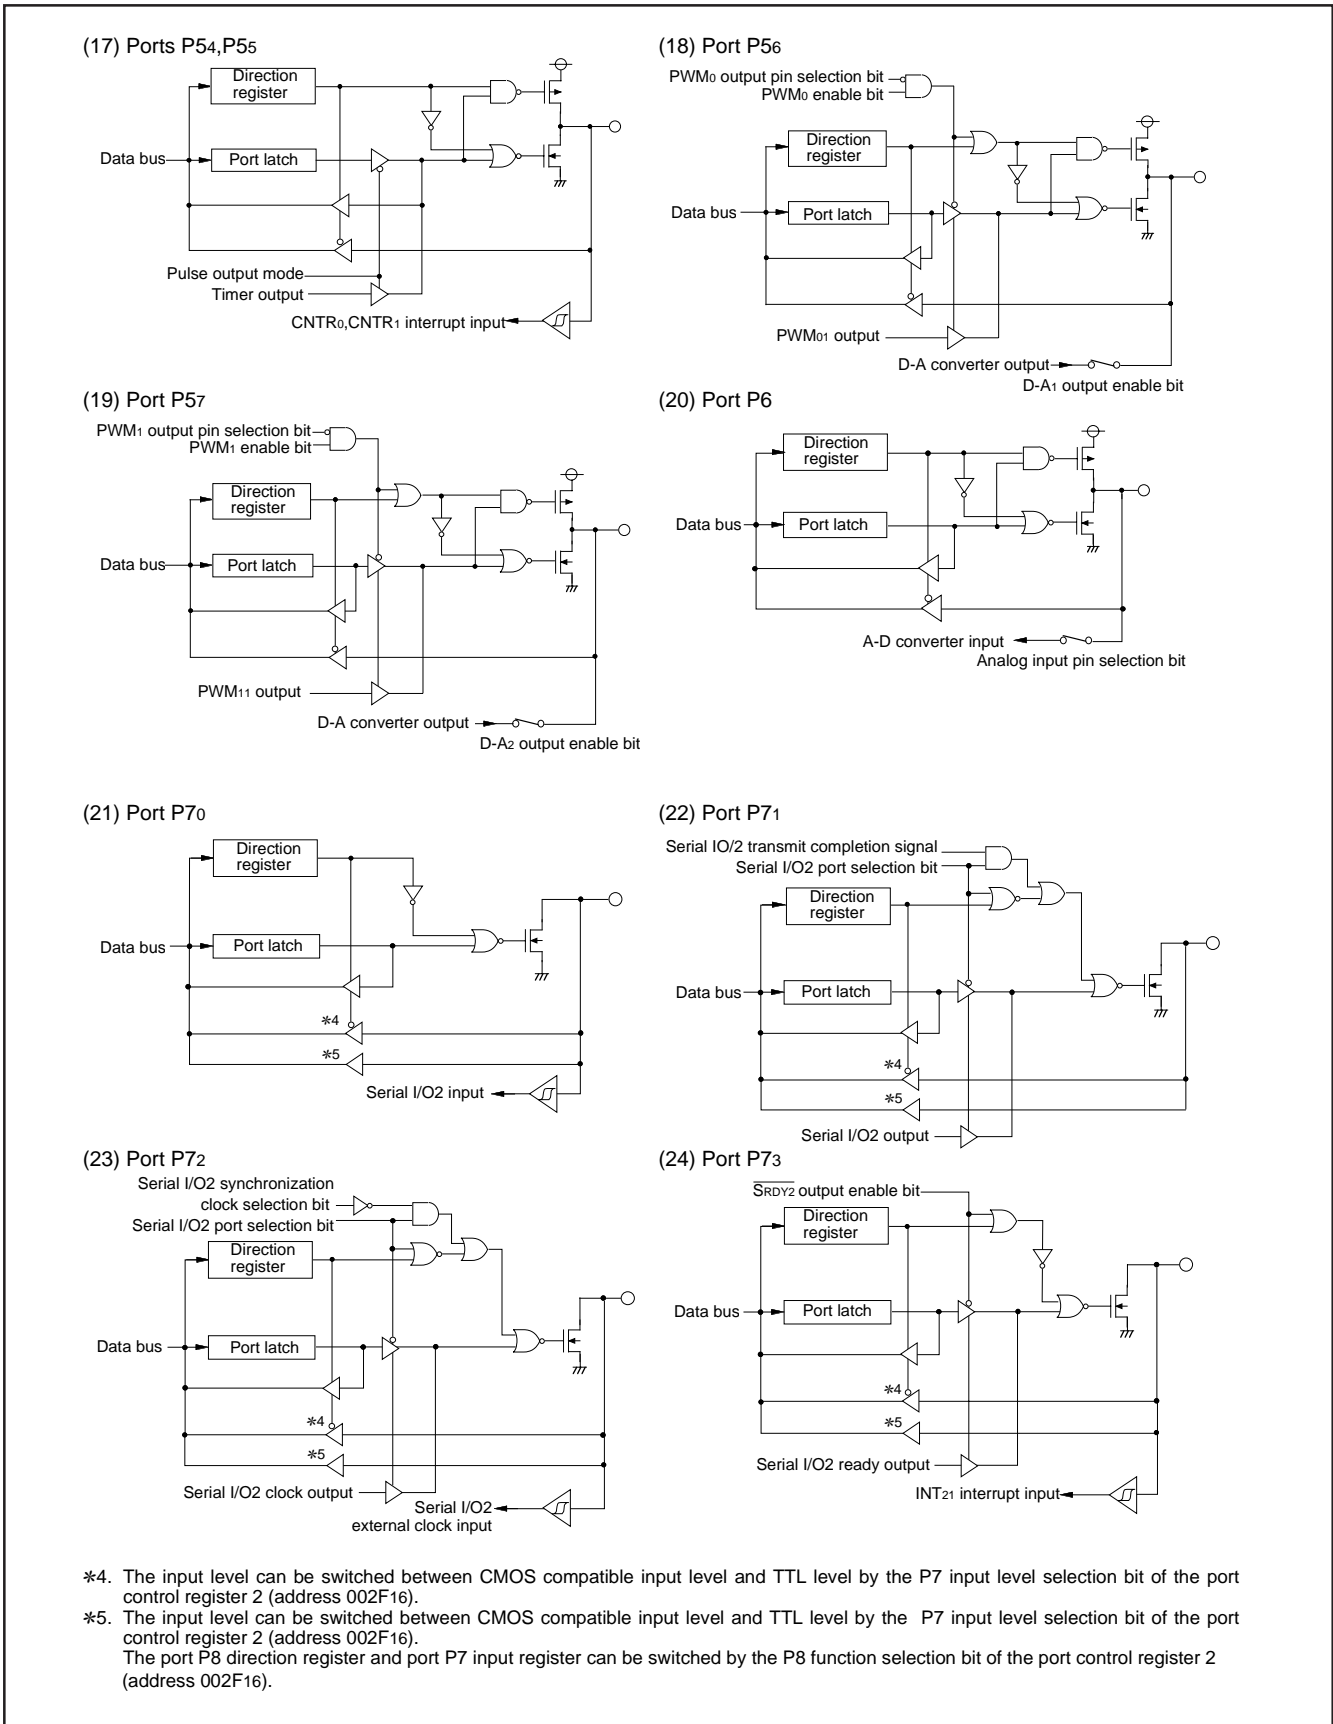 (17) Ports P54,P55
Direction
register
Data bus
Port latch
Pulse output mode
Timer output
CNTR0,CNTR1 interrupt input
(18) Port P56
PWM0 output pin selection bit
PWM0 enable bit
Direction
register
Data bus
Port latch
PWM01 output
D-A converter output
D-A1 output enable bit
(19) Port P57
PWM1 output pin selection bit
PWM1 enable bit
Direction
register
Data bus
Port latch
PWM11 output
D-A converter output
D-A2 output enable bit
(20) Port P6
Direction
register
Data bus
Port latch
A-D converter input
Analog input pin selection bit
(21) Port P70
Direction
register
Data bus
Port latch
*4
*5
Serial I/O2 input
(22) Port P71
Serial IO/2 transmit completion signal
Serial I/O2 port selection bit
Direction
register
Data bus
Port latch
*4
*5
Serial I/O2 output
(23) Port P72
Serial I/O2 synchronization
clock selection bit
Serial I/O2 port selection bit
Direction
register
Data bus
Port latch
*4
*5
Serial I/O2 clock output
Serial I/O2
external clock input
(24) Port P73
SRDY2 output enable bit
Direction
register
Data bus
Port latch
*4
*5
Serial I/O2 ready output
INT21 interrupt input
*4. The input level can be switched between CMOS compatible input level and TTL level by the P7 input level selection bit of the port
control register 2 (address 002F16).
*5. The input level can be switched between CMOS compatible input level and TTL level by the P7 input level selection bit of the port
control register 2 (address 002F16).
The port P8 direction register and port P7 input register can be switched by the P8 function selection bit of the port control register 2
(address 002F16).